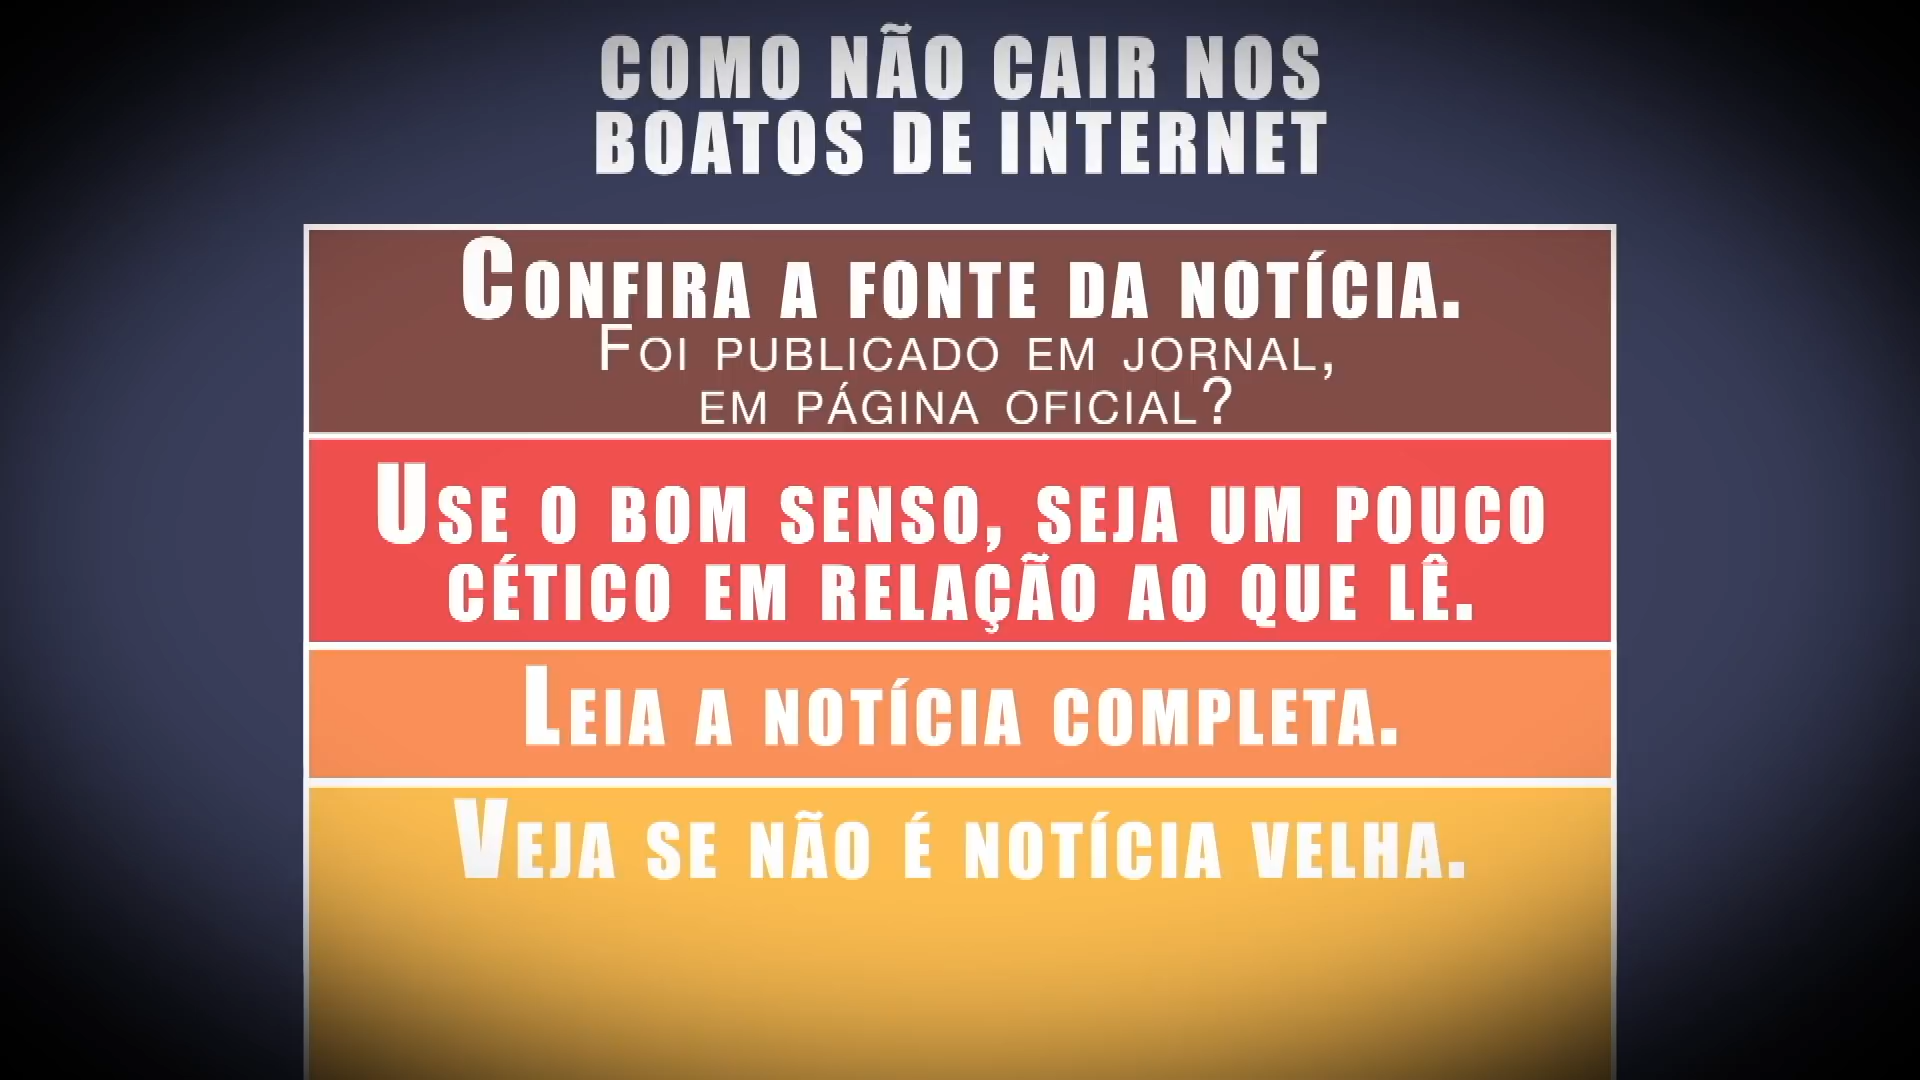 COMO NÃO CAIR NOS
BOATOS DE INTERNET
CONFIRA A FONTE DA NOTÍCIA.
FOI PUBLICADO EM JORNAL,
EM PÁGINA OFICIAL?
USE O BOM SENSO, SEJA UM POUCO
CÉTICO EM RELAÇÃO AO QUE LÊ.
LEIA A NOTÍCIA COMPLETA.
VEJA SE NÃO É NOTÍCIA VELHA.